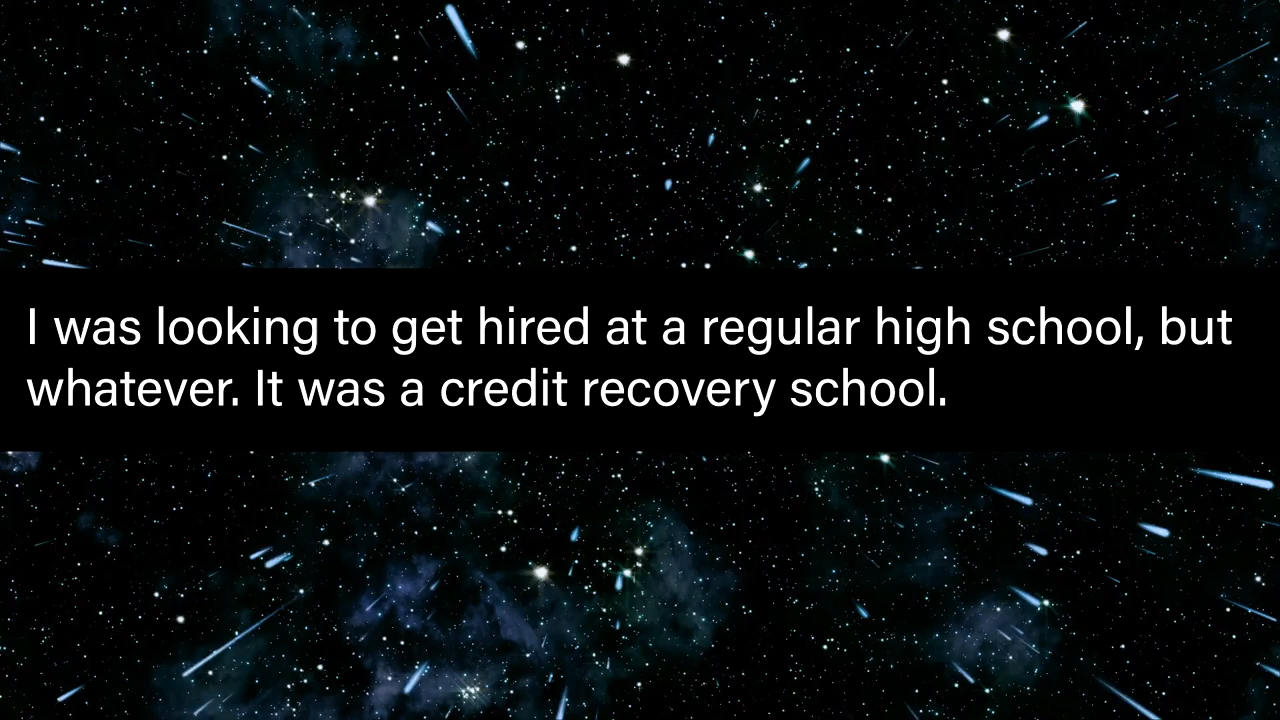 I was looking to get hired at a regular high school, but
whatever. It was a credit recovery school.